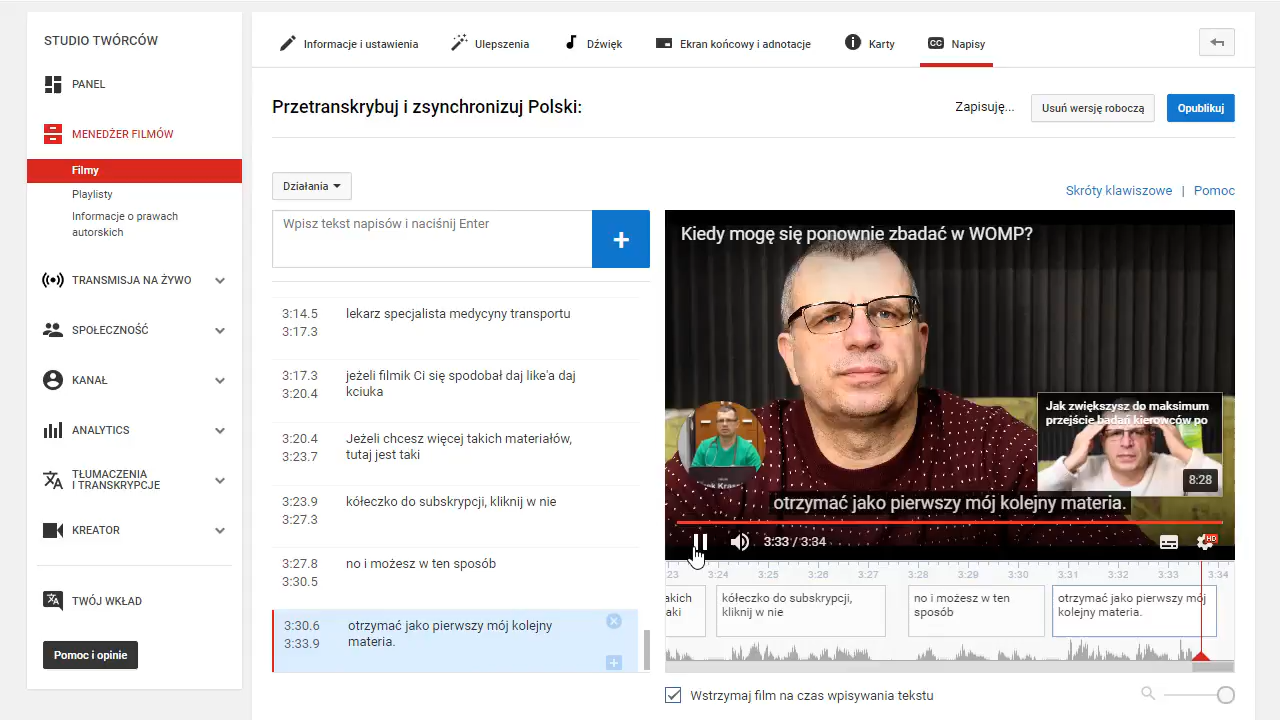 STUDIO TWÓRCÓW
PANEL
MENEDŻER FILMÓW
Filmy
Playlisty
Informacje o prawach
autorskich
TRANSMISJA NA ŻYWO
SPOŁECZNOŚĆ
KANAŁ
ANALYTICS
TŁUMACZENIA
I TRANSKRYPCJE
KREATOR
TWÓJ WKŁAD
Pomoc i opinie
Informacje i ustawienia
Ulepszenia
Dźwięk
Ekran końcowy i adnotacje
Karty
CC Napisy
Przetranskrybuj i zsynchronizuj Polski:
Zapisuję...
Usuń wersję roboczą
Opublikuj
Działania
Skróty klawiszowe | Pomoc
Wpisz tekst napisów i naciśnij Enter
+
3:14.5 lekarz specjalista medycyny transportu
3:17.3
3:17.3 jeżeli filmik Ci się spodobał daj like'a daj
3:20.4 kciuka
3:20.4 Jeżeli chcesz więcej takich materiałów,
3:23.7 tutaj jest taki
3:23.9 kółeczko do subskrypcji, kliknij w nie
3:27.3
3:27.8 no i możesz w ten sposób
3:30.5
3:30.6 otrzymać jako pierwszy mój kolejny
3:33.9 materia.
Kiedy mogę się ponownie zbadać w WOMP?
Jak zwiększysz do maksimum
przejście badań kierowców po
8:28
otrzymać jako pierwszy mój kolejny materia.
3:33 / 3:34
HD
:23 3:24 3:25 3:26 3:27 3:28 3:29 3:30 3:31 3:32 3:33 3:34
akich
aki
kółeczko do subskrypcji,
kliknij w nie
no i możesz w ten
sposób
otrzymać jako pierwszy mój
kolejny materia.
Wstrzymaj film na czas wpisywania tekstu